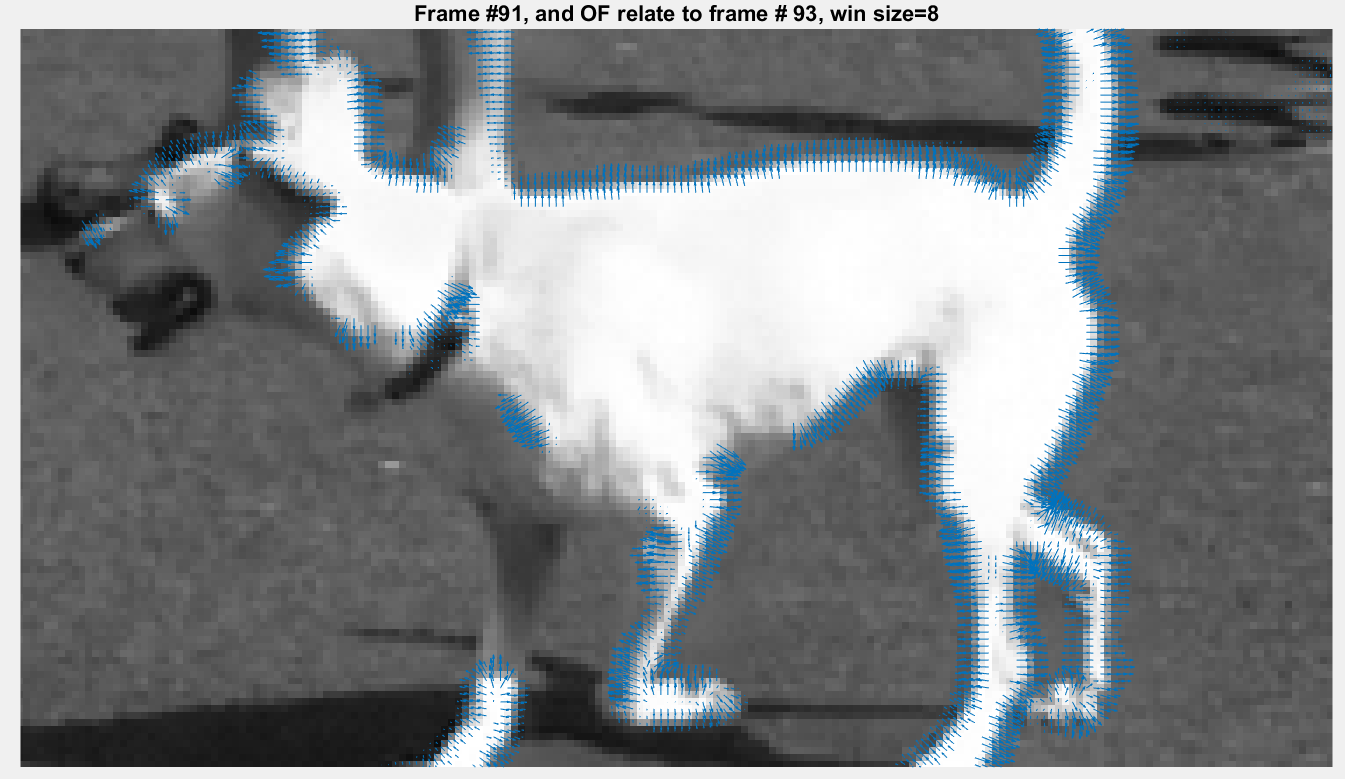 Frame #91, and OF relate to frame # 93, win size=8